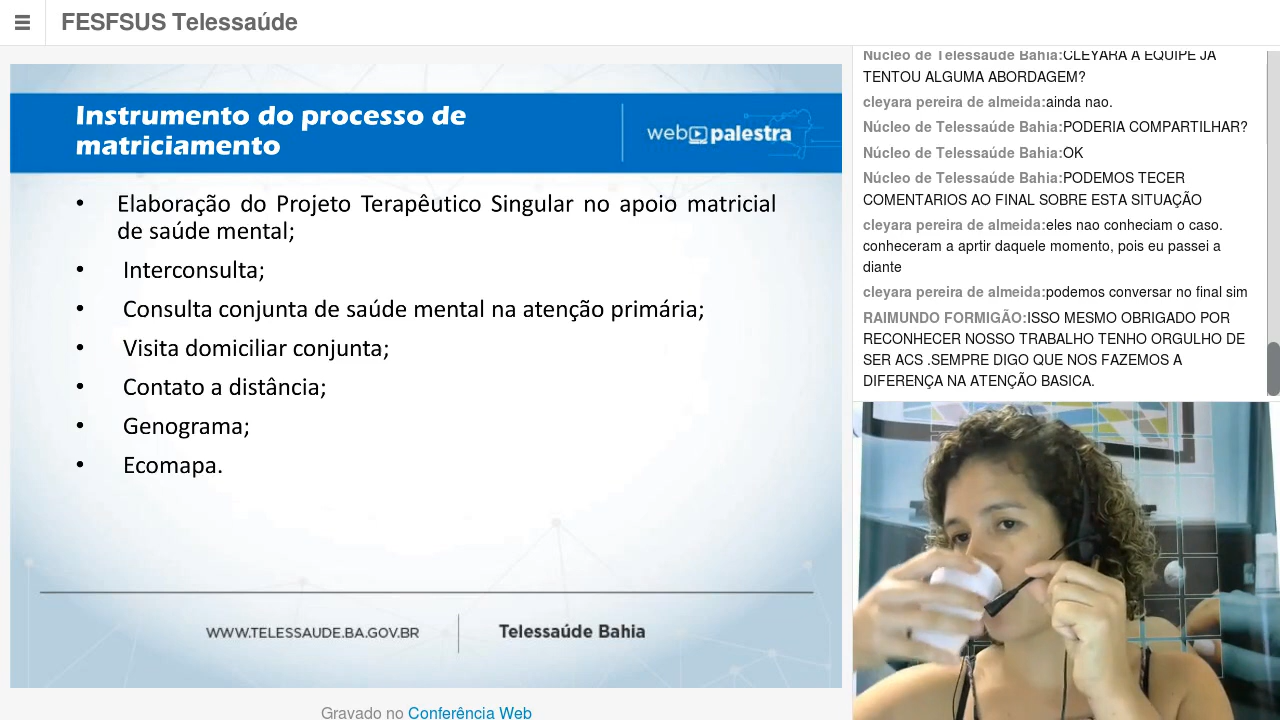 FESFSUS Telessaúde
Instrumento do processo de
matriciamento
web palestra
• Elaboração do Projeto Terapêutico Singular no apoio matricial
de saúde mental;
• Interconsulta;
• Consulta conjunta de saúde mental na atenção primária;
• Visita domiciliar conjunta;
• Contato a distância;
• Genograma;
• Ecomapa.
WWW.TELESSAUDE.BA.GOV.BR
Telessaúde Bahia
Gravado no Conferência Web
Núcleo de Telessaúde Bahia:CLEYARA A EQUIPE JÁ
TENTOU ALGUMA ABORDAGEM?
cleyara pereira de almeida:ainda nao.
Núcleo de Telessaúde Bahia:PODERIA COMPARTILHAR?
Núcleo de Telessaúde Bahia:OK
Núcleo de Telessaúde Bahia:PODEMOS TECER
COMENTARIOS AO FINAL SOBRE ESTA SITUAÇÃO
cleyara pereira de almeida:eles nao conheciam o caso.
conheceram a aprtir daquele momento, pois eu passei a
diante
cleyara pereira de almeida:podemos conversar no final sim
RAIMUNDO FORMIGÃO:ISSO MESMO OBRIGADO POR
RECONHECER NOSSO TRABALHO TENHO ORGULHO DE
SER ACS .SEMPRE DIGO QUE NOS FAZEMOS A
DIFERENÇA NA ATENÇÃO BASICA.